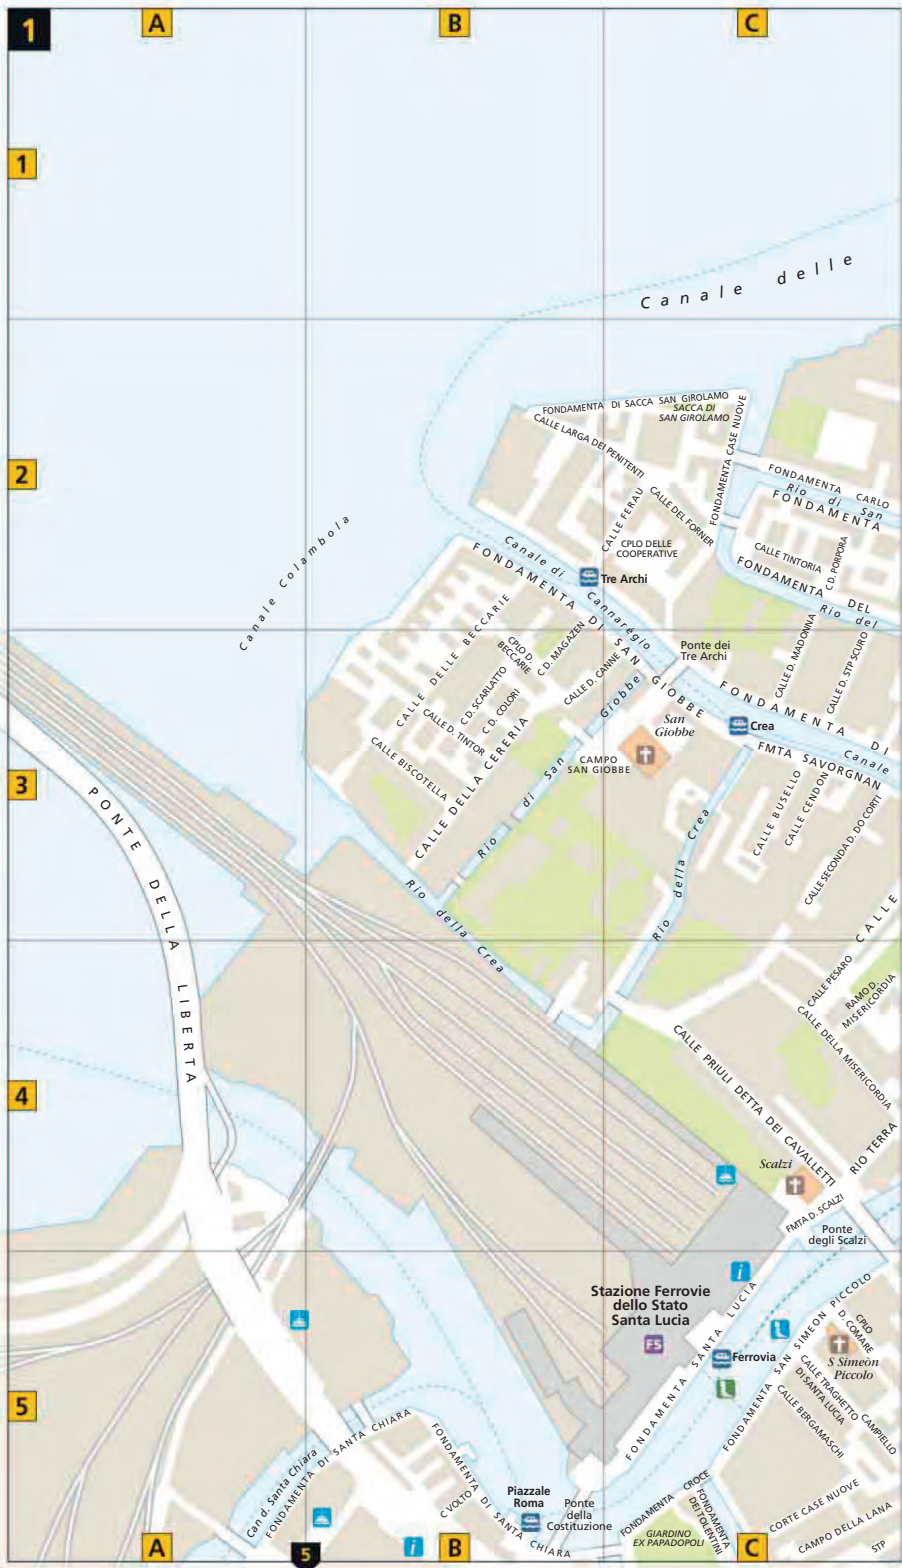 1
A
B
C
1
Canale delle
FONDAMENTA DI SACCA SAN GIROLAMO
SACCA DI
SAN GIROLAMO
CALLE LARGA DEI PENITENTI
FONDAMENTA CASE NUOVE
2
FONDAMENTA CARLO
Rio di San
FONDAMENTA
CALLE FERAU
CALLE DEL FORNER
CPLO DELLE
COOPERATIVE
CALLE TINTORIA
C D. PORPORA
FONDAMENTA DEL
Rio del
Canale Colambola
Canale di Cannaregio
Tre Archi
FONDAMENTA DI SAN GIOBBE
CALLE DELLE BECCARIE
CPLO D.
BECCARIE
C D. MAGAZEN
C D. SCARLATTO
C D. COLORI
CALLE D. CANNE
CALLE D. TINTOR
CALLE BISCOTELLA
CALLE DELLA CERERIA
Ponte dei
Tre Archi
CALLE D. MADONNA
CALLE D. STP SCURO
FONDAMENTA DI
Canale
San
Giobbe
Crea
FMTA SAVORGNAN
3
CAMPO
SAN GIOBBE
Rio di San Giobbe
Rio della Crea
CALLE BUSELLO
CALLE CENDON
CALLE SECONDA D. DO CORTI
CALLE
PONTE DELLA LIBERTA
Rio della Crea
CALLE PESARO
RAMO D.
MISERICORDIA
CALLE DELLA MISERICORDIA
4
CALLE PRIULI DETTA DEI CAVALLETTI
RIO TERRA
Scalzi
FMTA D. SCALZI
Ponte
degli Scalzi
i
Stazione Ferrovie
dello Stato
Santa Lucia
FS
FONDAMENTA SANTA LUCIA
Ferrovia
FONDAMENTA SAN SIMEON PICCOLO
CPLO
D. COMARE
S Simeòn
Piccolo
CALLE TRAGHETTO
DI SANTA LUCIA
CALLE BERGAMASCHI
CAMPIELLO
5
Can d. Santa Chiara
FONDAMENTA DI SANTA CHIARA
FONDAMENTA DI SANTA CHIARA
C VOLTO
Piazzale
Roma
Ponte
della
Costituzione
FONDAMENTA CROCE
FONDAMENTA
DEI TOLENTINI
GIARDINO
EX PAPADOPOLI
CORTE CASE NUOVE
CAMPO DELLA LANA
STP
A
5
i
B
C